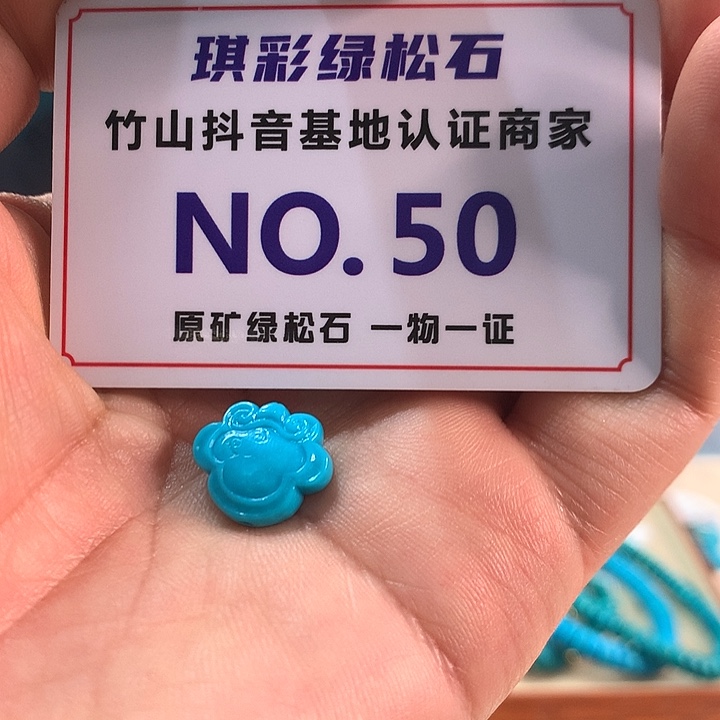 琪彩绿松石
竹山抖音基地认证商家
NO. 50
原矿绿松石 一物一证